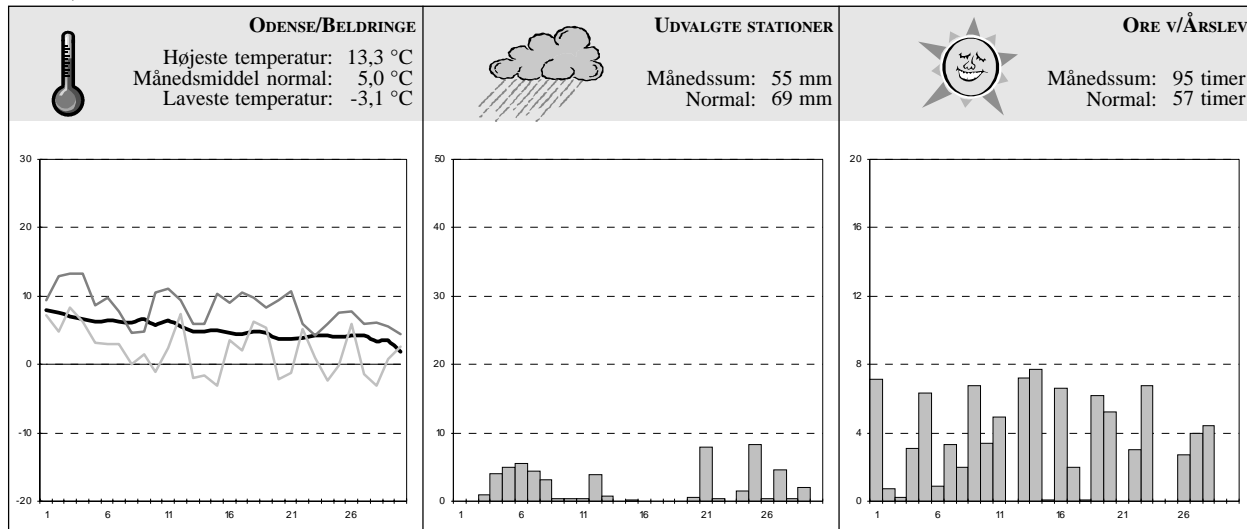 ODENSE/BELDRINGE
Højeste temperatur: 13,3 °C
Månedsmiddel normal: 5,0 °C
Laveste temperatur: -3,1 °C
30
20
10
0
-10
-20
1 6 11 16 21 26
UDVALGTE STATIONER
Månedssum: 55 mm
Normal: 69 mm
50
40
30
20
10
0
1 6 11 16 21 26
ORE V/ÅRSLEV
Månedssum: 95 timer
Normal: 57 timer
20
16
12
8
4
0
1 6 11 16 21 26